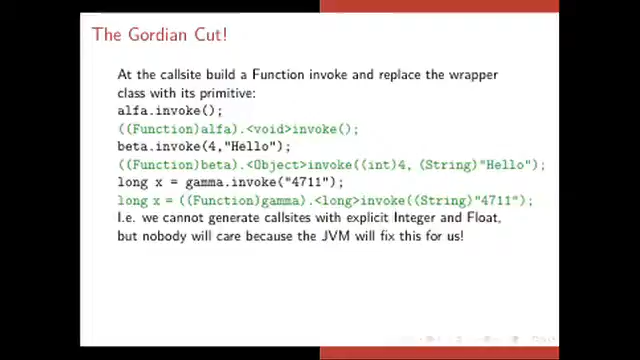 The Gordian Cut!
At the callsite build a Function invoke and replace the wrapper
class with its primitive:
alfa.invoke();
((Function)alfa).<void>invoke();
beta.invoke(4,"Hello");
((Function)beta).<Object>invoke((int)4, (String)"Hello");
long x = gamma.invoke("4711");
long x = ((Function)gamma).<long>invoke((String)"4711");
I.e. we cannot generate callsites with explicit Integer and Float,
but nobody will care because the JVM will fix this for us!